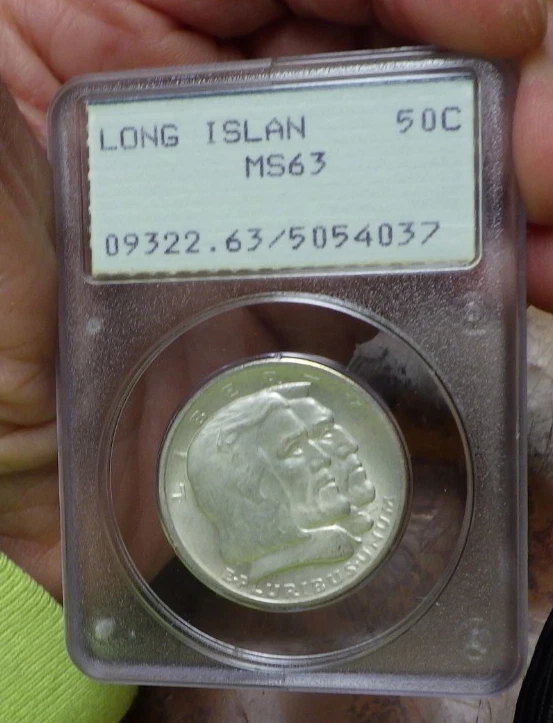 LONG ISLAN 50C
MS63
09322.63/5054037
LIBERTY
E·PLURIBUS·UNUM